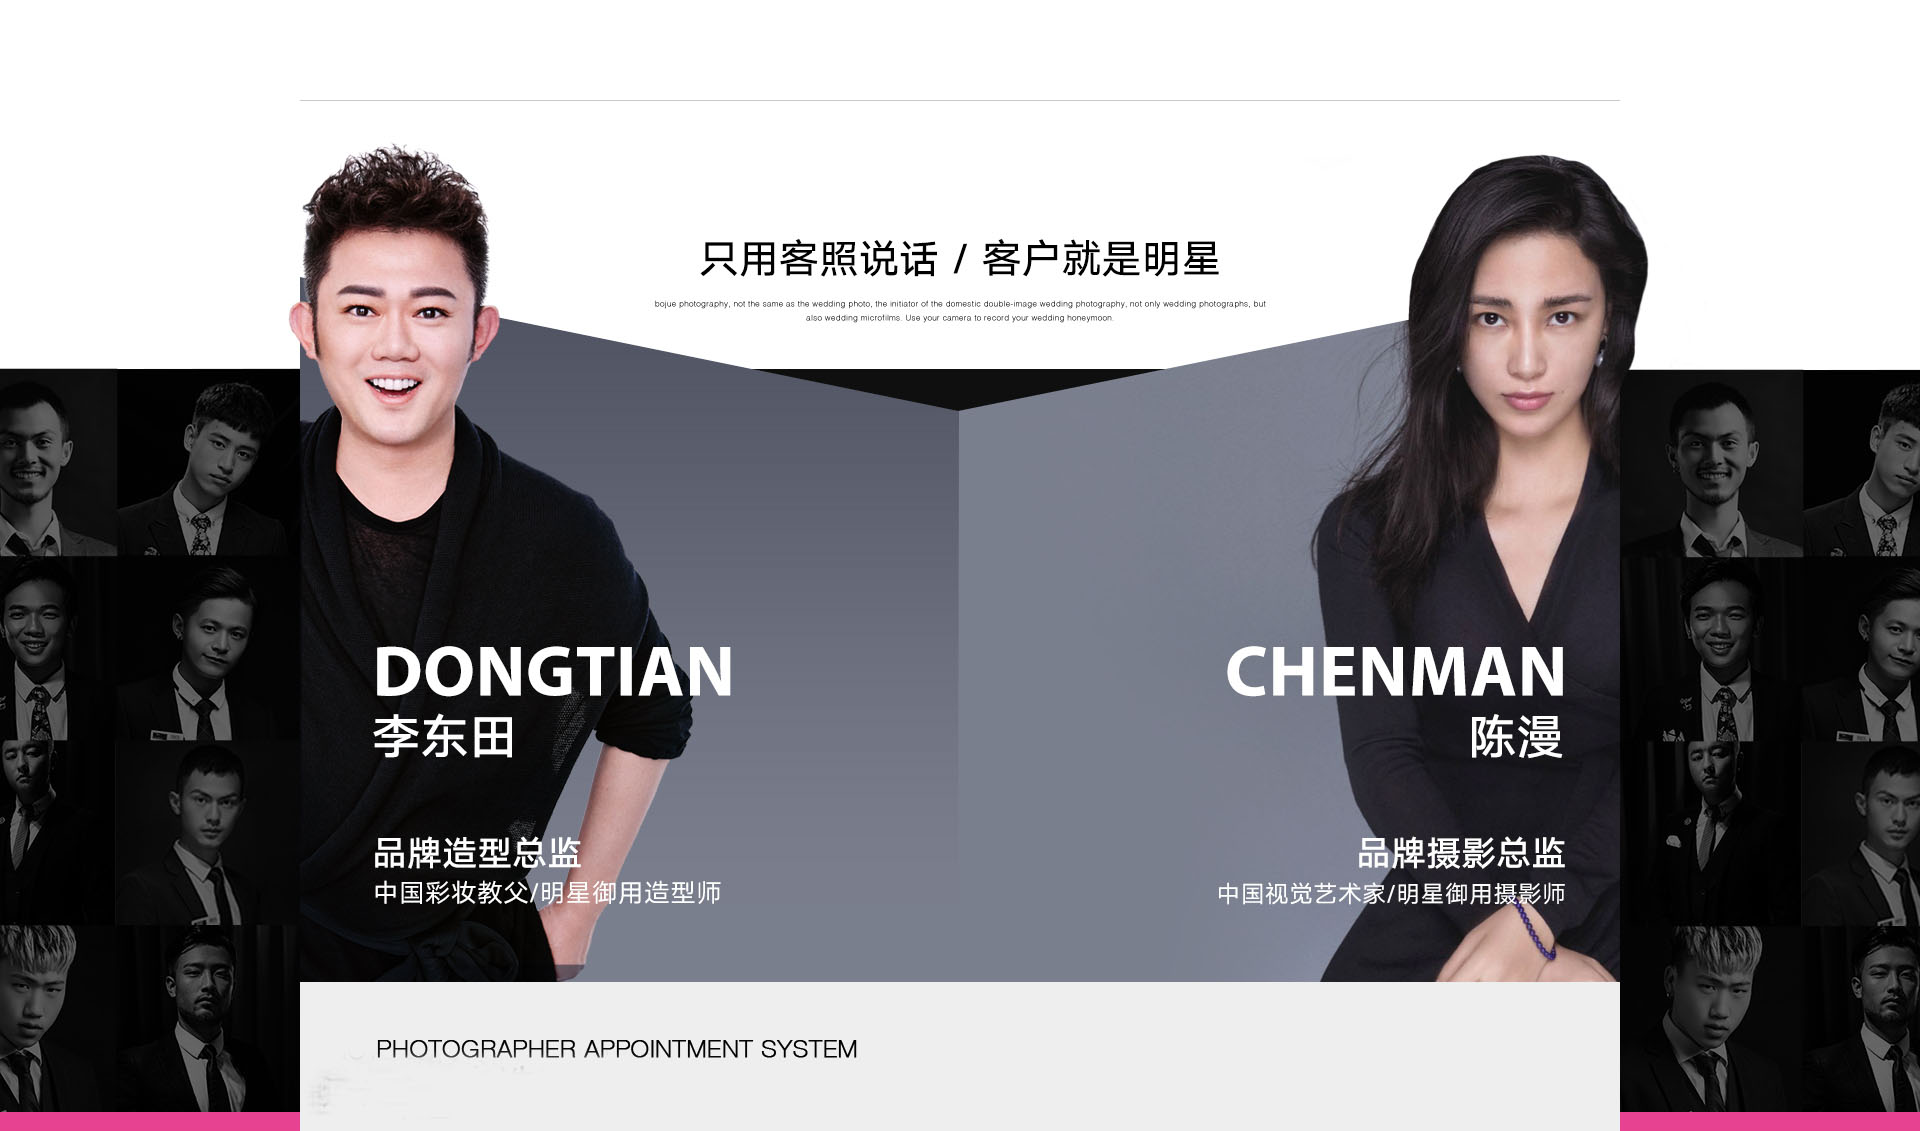 只用客照说话 / 客户就是明星
bojue photography, not the same as the wedding photo, the initiator of the domestic double-image wedding photography, not only wedding photographs, but
also wedding microfilms. Use your camera to record your wedding honeymoon.
DONGTIAN
李东田
品牌造型总监
中国彩妆教父/明星御用造型师
CHENMAN
陈漫
品牌摄影总监
中国视觉艺术家/明星御用摄影师
PHOTOGRAPHER APPOINTMENT SYSTEM